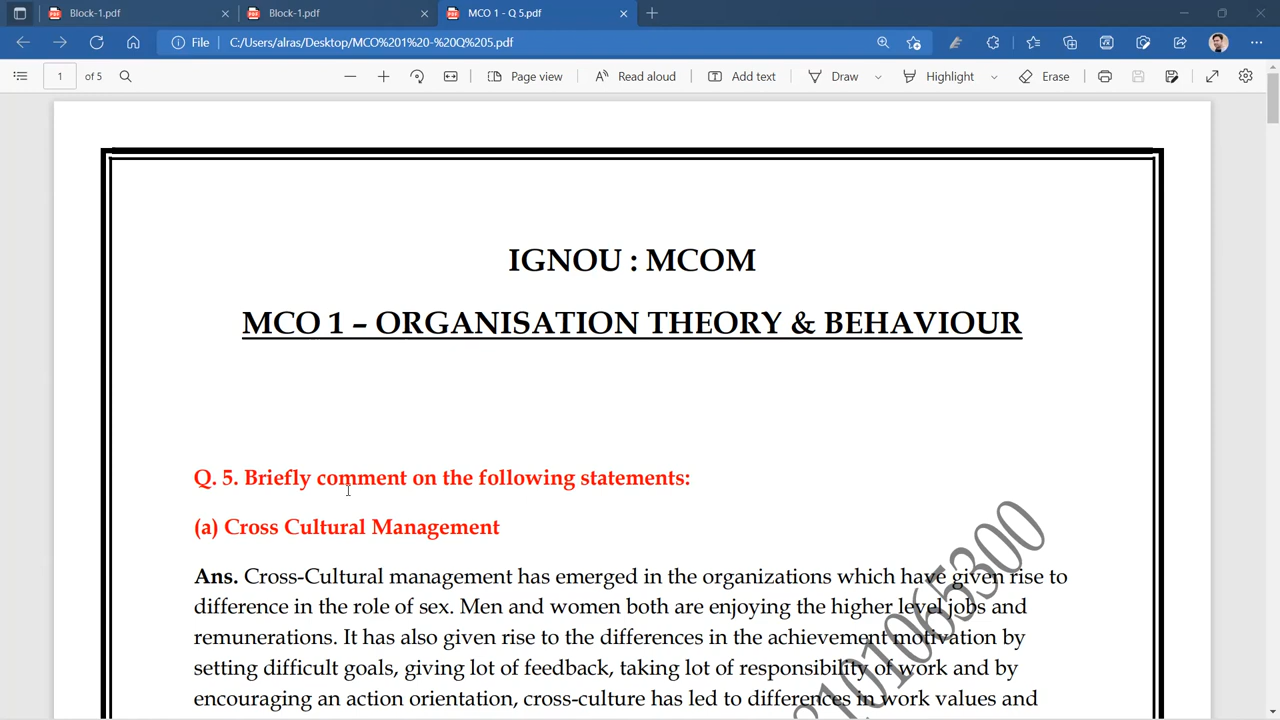 Block-1.pdf
Block-1.pdf
MCO 1 - Q 5.pdf
File
C:/Users/alras/Desktop/MCO%201%20-%20Q%205.pdf
1 of 5
Page view
Read aloud
Add text
Draw
Highlight
Erase
IGNOU : MCOM
MCO 1 – ORGANISATION THEORY & BEHAVIOUR
Q. 5. Briefly comment on the following statements:
(a) Cross Cultural Management
Ans. Cross-Cultural management has emerged in the organizations which have given rise to
difference in the role of sex. Men and women both are enjoying the higher level jobs and
remunerations. It has also given rise to the differences in the achievement motivation by
setting difficult goals, giving lot of feedback, taking lot of responsibility of work and by
encouraging an action orientation, cross-culture has led to differences in work values and